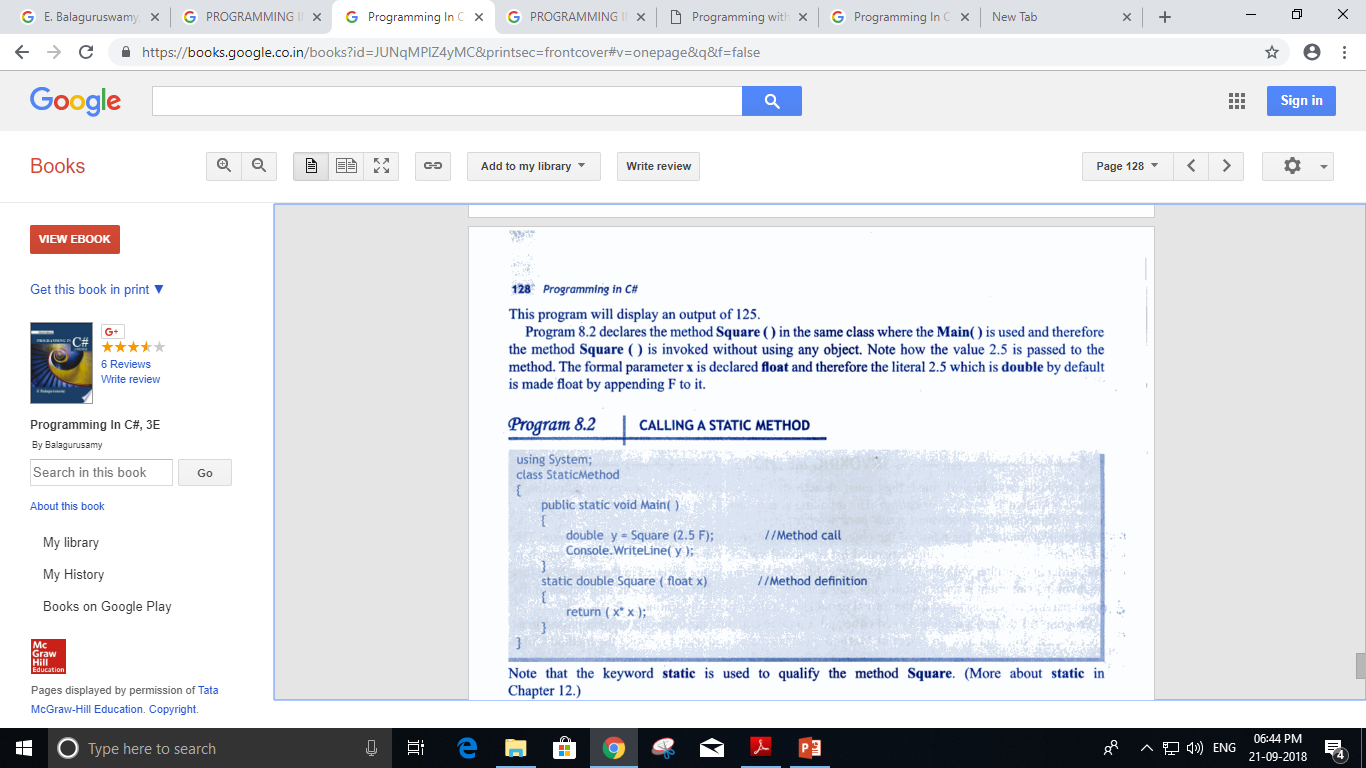 E. Balaguruswamy,
PROGRAMMING I
Programming In C
PROGRAMMING I
Programming with
Programming In C
New Tab
https://books.google.co.in/books?id=JUNqMPlZ4yMC&printsec=frontcover#v=onepage&q&f=false
Google
Sign in
Books
Add to my library
Write review
Page 128
VIEW EBOOK
Get this book in print ▼
PROGRAMMING IN C#
E Balagurusamy
G+
6 Reviews
Write review
Programming In C#, 3E
By Balagurusamy
Search in this book
Go
About this book
My library
My History
Books on Google Play
Mc
Graw
Hill
Education
Pages displayed by permission of Tata
McGraw-Hill Education. Copyright.
128 Programming in C#
This program will display an output of 125.
Program 8.2 declares the method Square ( ) in the same class where the Main( ) is used and therefore
the method Square ( ) is invoked without using any object. Note how the value 2.5 is passed to the
method. The formal parameter x is declared float and therefore the literal 2.5 which is double by default
is made float by appending F to it.
Program 8.2 CALLING A STATIC METHOD
using System;
class StaticMethod
{
public static void Main( )
{
double y = Square (2.5 F); //Method call
Console.WriteLine( y );
}
static double Square ( float x) //Method definition
{
return ( x* x );
}
}
Note that the keyword static is used to qualify the method Square. (More about static in
Chapter 12.)
Type here to search
ENG
06:44 PM
21-09-2018
4